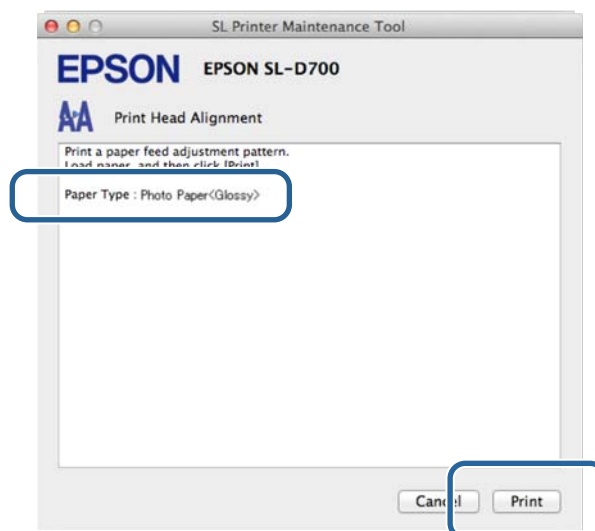 SL Printer Maintenance Tool
EPSON EPSON SL-D700
Print Head Alignment
Print a paper feed adjustment pattern.
Load paper, and then click [Print]
Paper Type : Photo Paper<Glossy>
Cancel Print